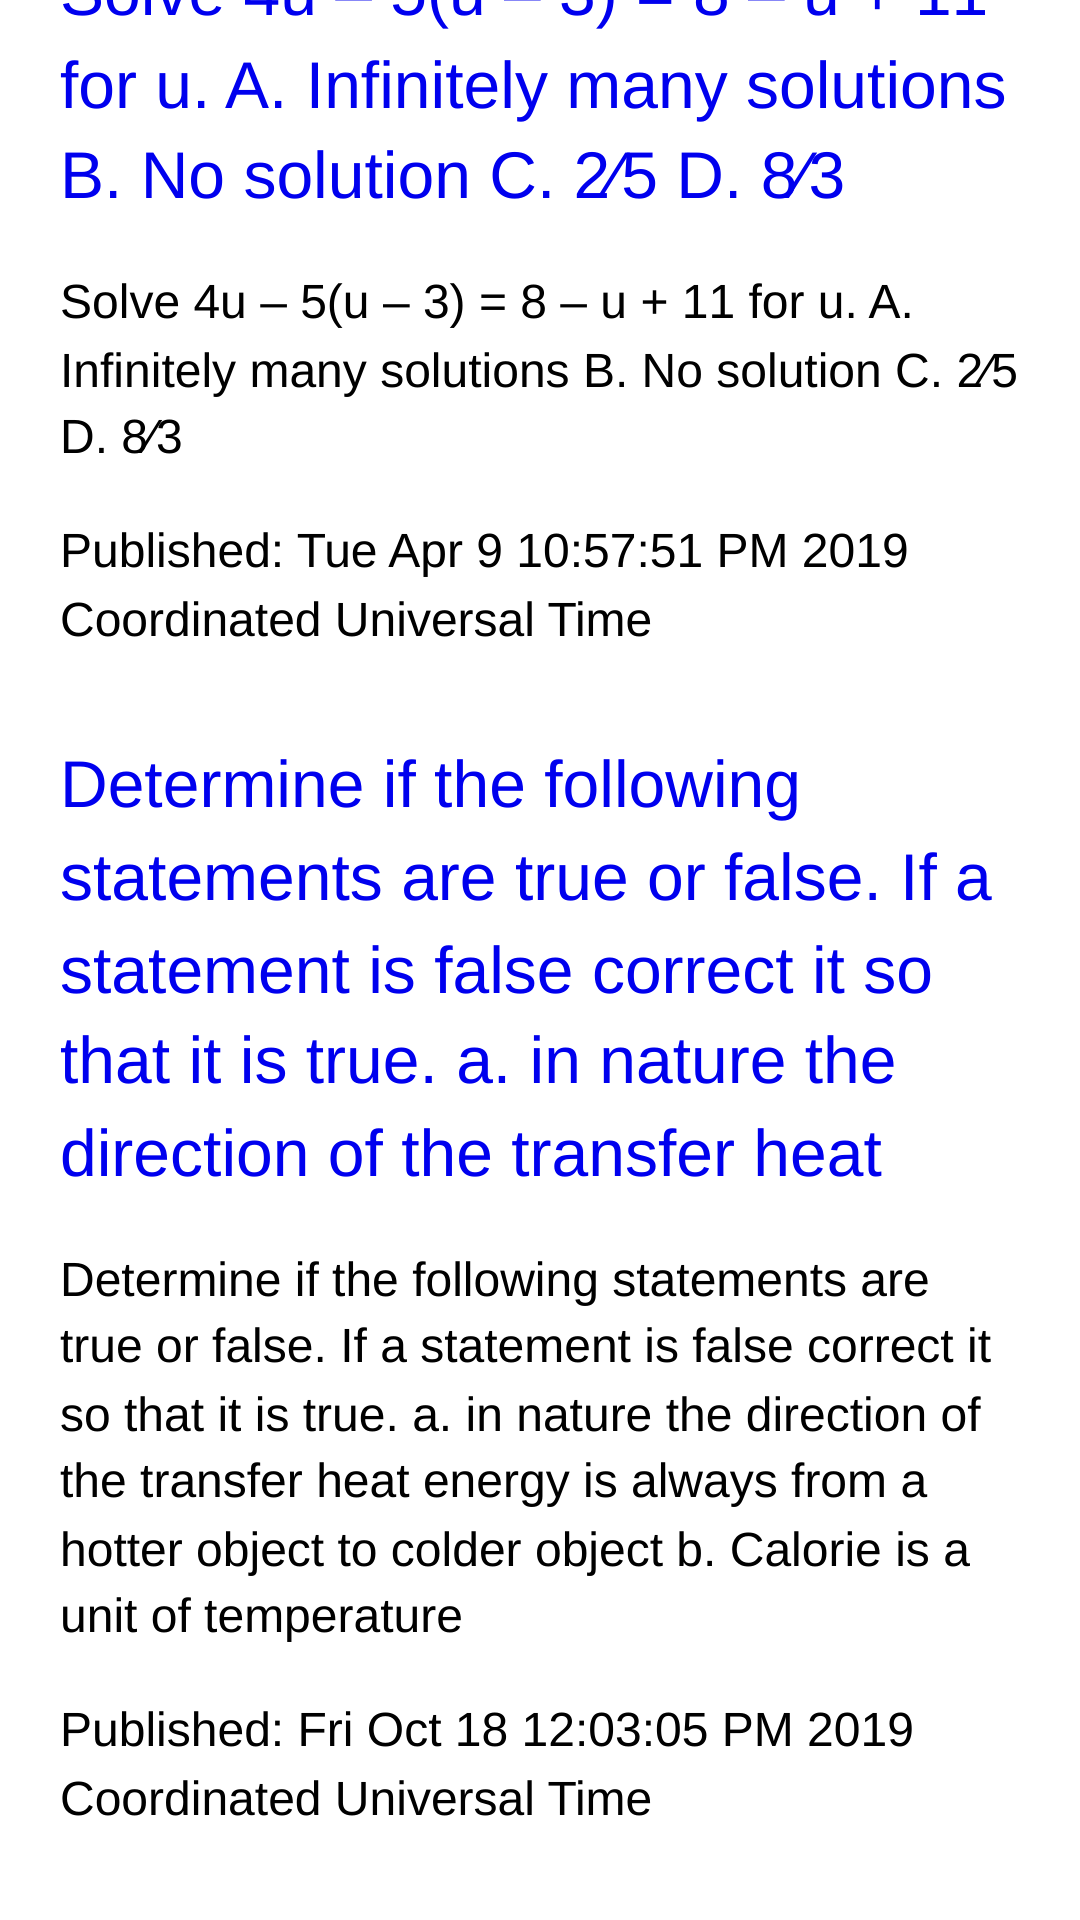 Solve 4u – 5(u – 3) = 8 – u + 11
for u. A. Infinitely many solutions
B. No solution C. 2⁄5 D. 8⁄3
Solve 4u – 5(u – 3) = 8 – u + 11 for u. A.
Infinitely many solutions B. No solution C. 2⁄5
D. 8⁄3
Published: Tue Apr 9 10:57:51 PM 2019
Coordinated Universal Time
Determine if the following
statements are true or false. If a
statement is false correct it so
that it is true. a. in nature the
direction of the transfer heat
Determine if the following statements are
true or false. If a statement is false correct it
so that it is true. a. in nature the direction of
the transfer heat energy is always from a
hotter object to colder object b. Calorie is a
unit of temperature
Published: Fri Oct 18 12:03:05 PM 2019
Coordinated Universal Time